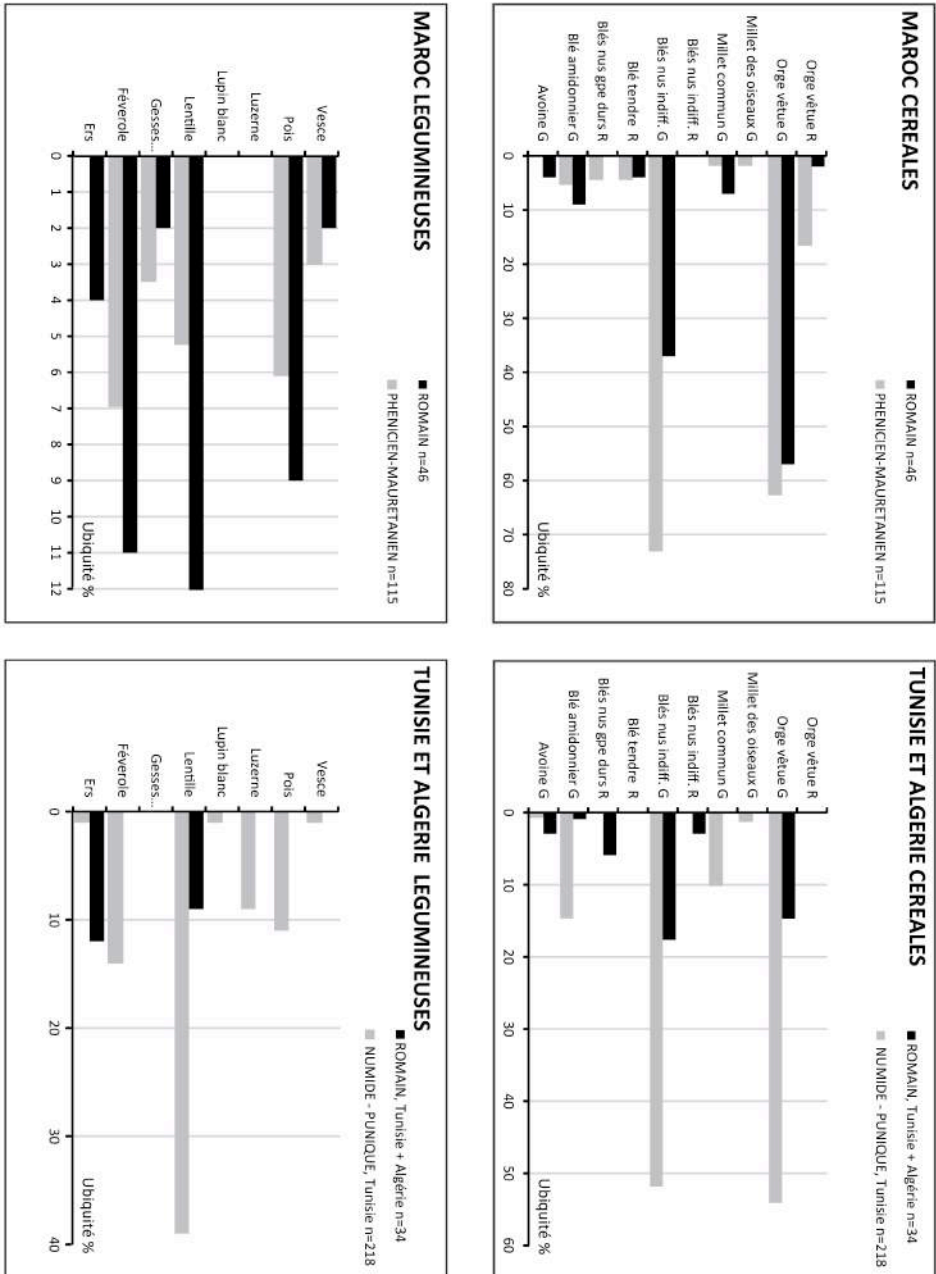 MAROC CEREALES
ROMAIN n=46
PHENICIEN-MAURETANIEN n=115
Orge vêtue R
Orge vêtue G
Millet des oiseaux G
Millet commun G
Blés nus indiff. R
Blés nus indiff. G
Blé tendre R
Blés nus gpe durs R
Blé amidonnier G
Avoine G
Ubiquité %
0 10 20 30 40 50 60 70 80
TUNISIE ET ALGERIE CEREALES
ROMAIN, Tunisie + Algérie n=34
NUMIDE - PUNIQUE, Tunisie n=218
Orge vêtue R
Orge vêtue G
Millet des oiseaux G
Millet commun G
Blés nus indiff. R
Blés nus indiff. G
Blé tendre R
Blés nus gpe durs R
Blé amidonnier G
Avoine G
Ubiquité %
0 10 20 30 40 50 60
MAROC LEGUMINEUSES
ROMAIN n=46
PHENICIEN-MAURETANIEN n=115
Vesce
Pois
Luzerne
Lupin blanc
Lentille
Gesses...
Féverole
Ers
Ubiquité %
0 1 2 3 4 5 6 7 8 9 10 11 12
TUNISIE ET ALGERIE LEGUMINEUSES
ROMAIN, Tunisie + Algérie n=34
NUMIDE - PUNIQUE, Tunisie n=218
Vesce
Pois
Luzerne
Lupin blanc
Lentille
Gesses...
Féverole
Ers
Ubiquité %
0 10 20 30 40